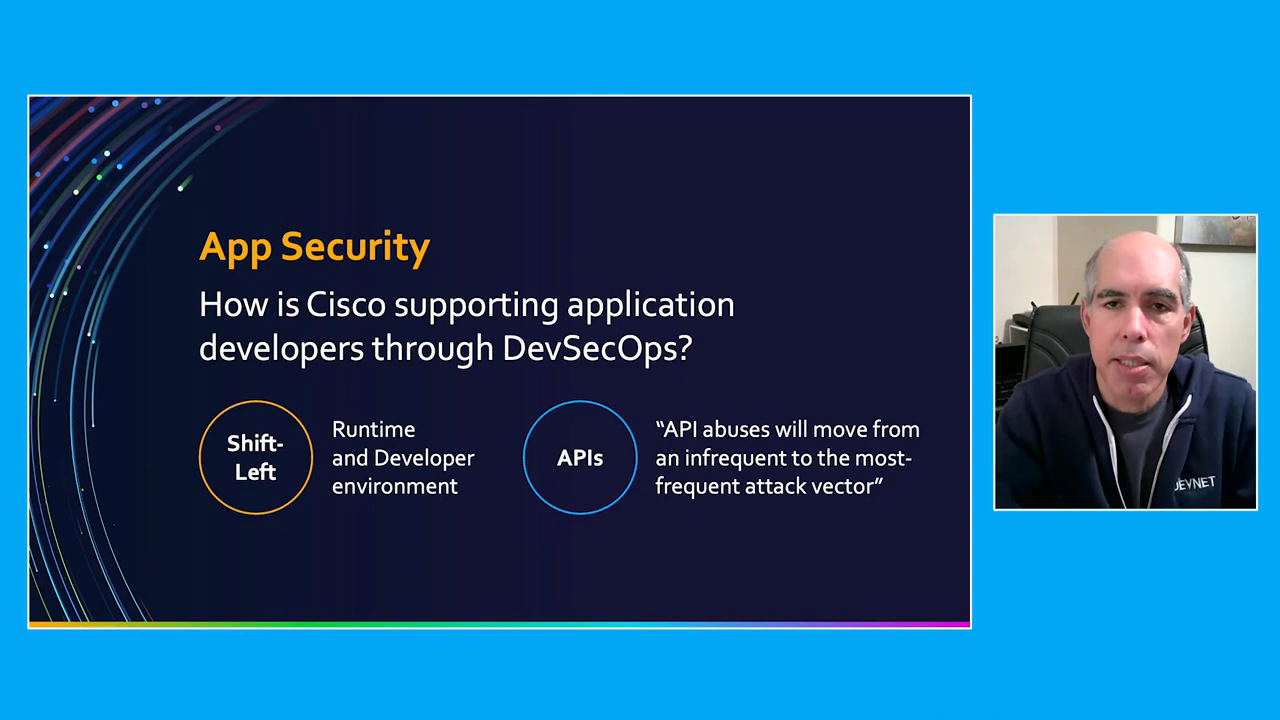 App Security
How is Cisco supporting application
developers through DevSecOps?
Shift-
Left
Runtime
and Developer
environment
APIs
“API abuses will move from
an infrequent to the most-
frequent attack vector”
DEVNET